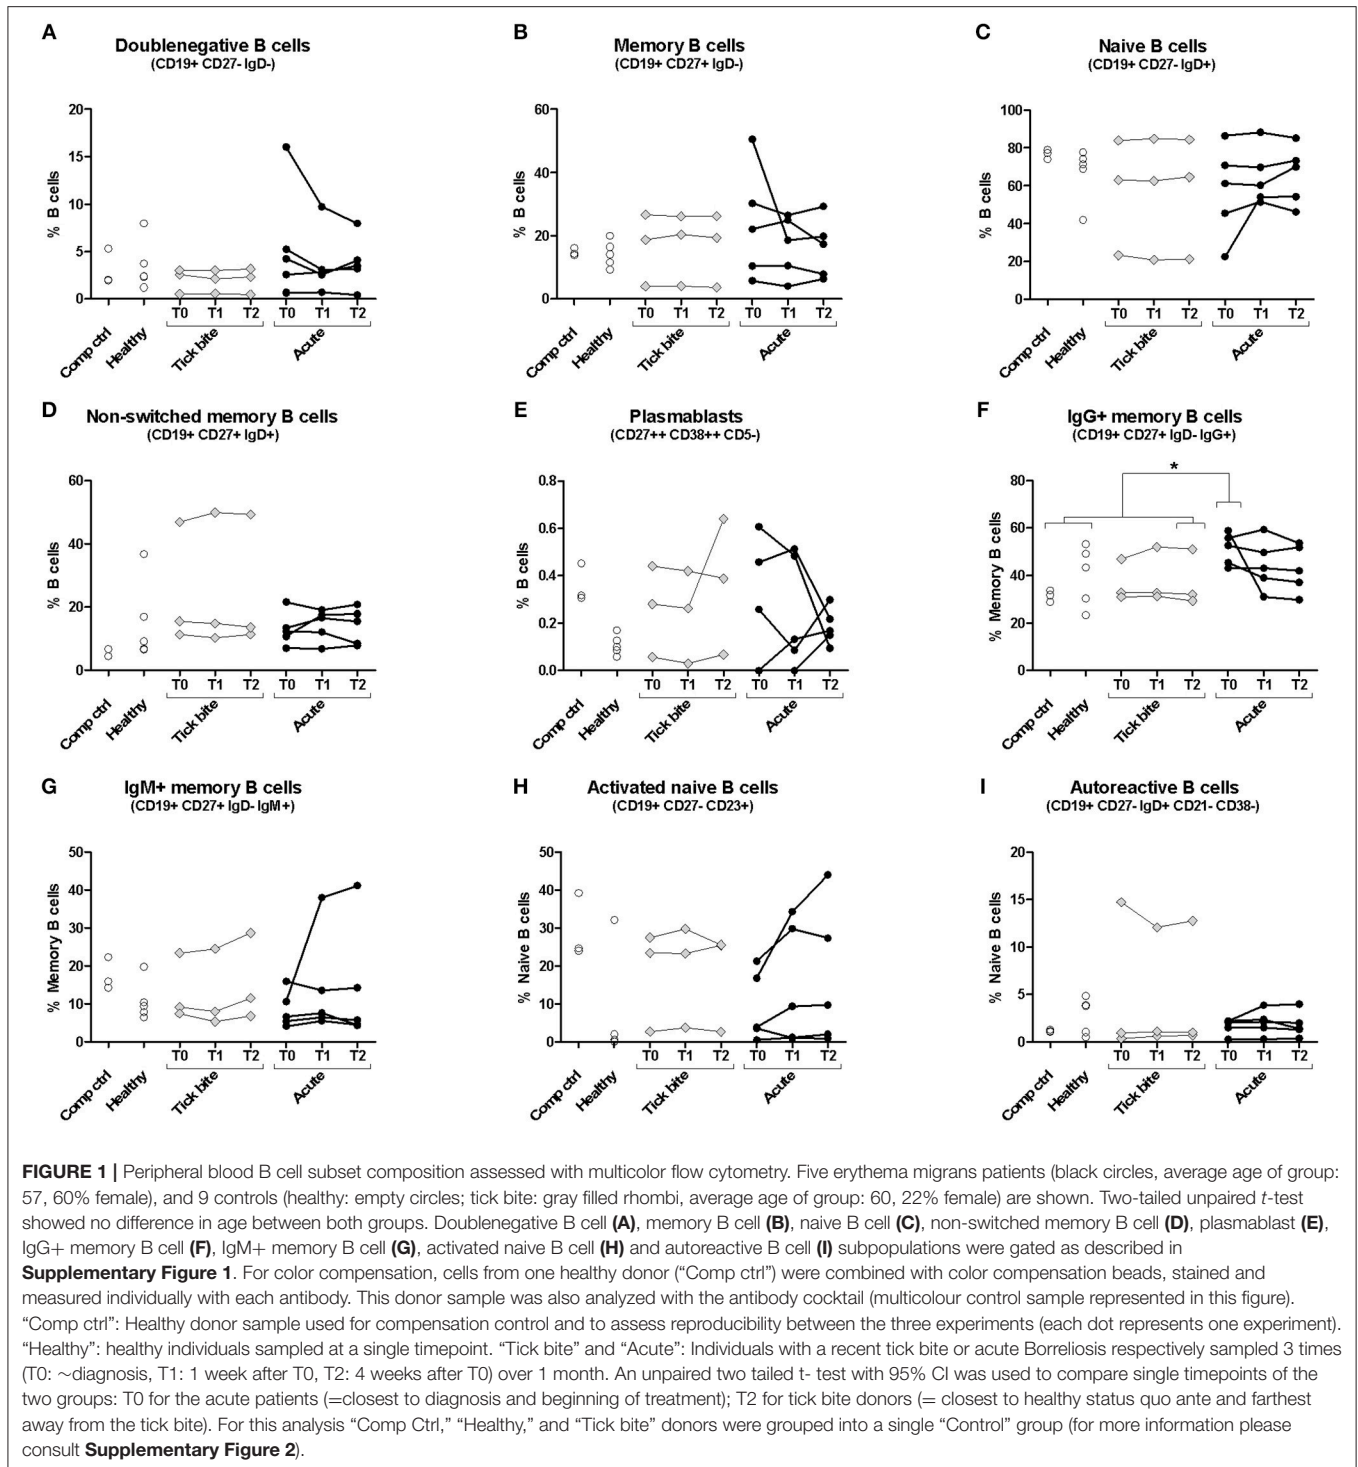 A
Doublenegative B cells
(CD19+ CD27- IgD-)
% B cells
20
15
10
5
0
T0 T1 T2 T0 T1 T2
Comp ctrl Healthy Tick bite Acute
B
Memory B cells
(CD19+ CD27+ IgD-)
% B cells
60
40
20
0
T0 T1 T2 T0 T1 T2
Comp ctrl Healthy Tick bite Acute
C
Naive B cells
(CD19+ CD27- IgD+)
% B cells
100
80
60
40
20
0
T0 T1 T2 T0 T1 T2
Comp ctrl Healthy Tick bite Acute
D
Non-switched memory B cells
(CD19+ CD27+ IgD+)
% B cells
60
40
20
0
T0 T1 T2 T0 T1 T2
Comp ctrl Healthy Tick bite Acute
E
Plasmablasts
(CD27++ CD38++ CD5-)
% B cells
0.8
0.6
0.4
0.2
0.0
T0 T1 T2 T0 T1 T2
Comp ctrl Healthy Tick bite Acute
F
IgG+ memory B cells
(CD19+ CD27+ IgD- IgG+)
*
% Memory B cells
80
60
40
20
0
T0 T1 T2 T0 T1 T2
Comp ctrl Healthy Tick bite Acute
G
IgM+ memory B cells
(CD19+ CD27+ IgD- IgM+)
% Memory B cells
50
40
30
20
10
0
T0 T1 T2 T0 T1 T2
Comp ctrl Healthy Tick bite Acute
H
Activated naive B cells
(CD19+ CD27- CD23+)
% Naive B cells
50
40
30
20
10
0
T0 T1 T2 T0 T1 T2
Comp ctrl Healthy Tick bite Acute
I
Autoreactive B cells
(CD19+ CD27- IgD+ CD21- CD38-)
% Naive B cells
20
15
10
5
0
T0 T1 T2 T0 T1 T2
Comp ctrl Healthy Tick bite Acute
FIGURE 1 | Peripheral blood B cell subset composition assessed with multicolor flow cytometry. Five erythema migrans patients (black circles, average age of group:
57, 60% female), and 9 controls (healthy: empty circles; tick bite: gray filled rhombi, average age of group: 60, 22% female) are shown. Two-tailed unpaired t-test
showed no difference in age between both groups. Doublenegative B cell (A), memory B cell (B), naive B cell (C), non-switched memory B cell (D), plasmablast (E),
IgG+ memory B cell (F), IgM+ memory B cell (G), activated naive B cell (H) and autoreactive B cell (I) subpopulations were gated as described in
Supplementary Figure 1. For color compensation, cells from one healthy donor (“Comp ctrl”) were combined with color compensation beads, stained and
measured individually with each antibody. This donor sample was also analyzed with the antibody cocktail (multicolour control sample represented in this figure).
“Comp ctrl”: Healthy donor sample used for compensation control and to assess reproducibility between the three experiments (each dot represents one experiment).
“Healthy”: healthy individuals sampled at a single timepoint. “Tick bite” and “Acute”: Individuals with a recent tick bite or acute Borreliosis respectively sampled 3 times
(T0: ~diagnosis, T1: 1 week after T0, T2: 4 weeks after T0) over 1 month. An unpaired two tailed t- test with 95% CI was used to compare single timepoints of the
two groups: T0 for the acute patients (=closest to diagnosis and beginning of treatment); T2 for tick bite donors (= closest to healthy status quo ante and farthest
away from the tick bite). For this analysis “Comp Ctrl,” “Healthy,” and “Tick bite” donors were grouped into a single “Control” group (for more information please
consult Supplementary Figure 2).